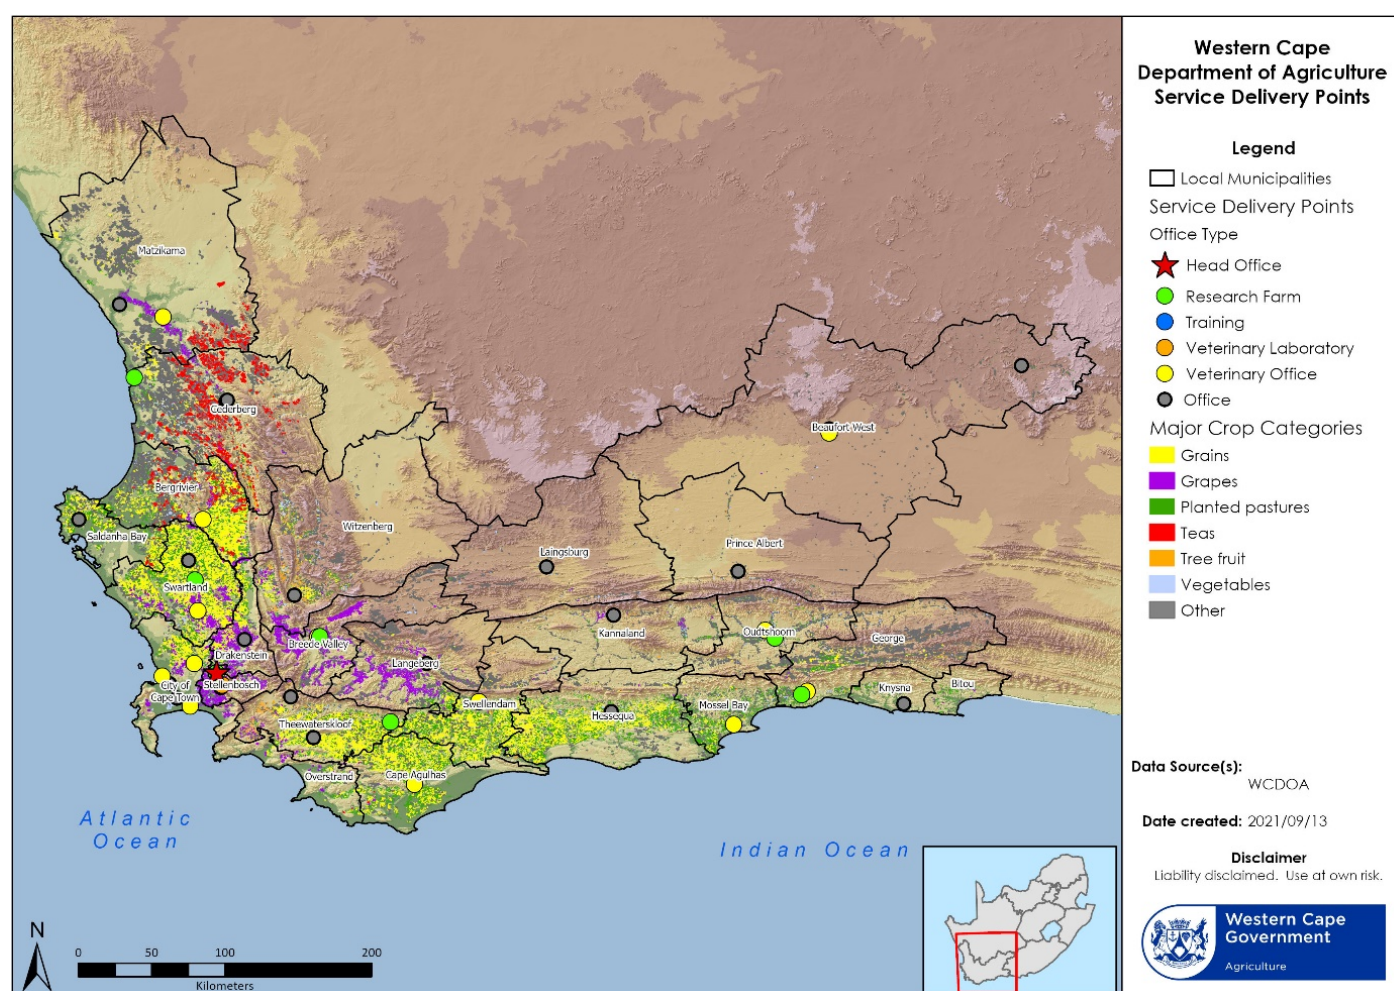 Western Cape
Department of Agriculture
Service Delivery Points
Legend
Local Municipalities
Service Delivery Points
Office Type
Head Office
Research Farm
Training
Veterinary Laboratory
Veterinary Office
Office
Major Crop Categories
Grains
Grapes
Planted pastures
Teas
Tree fruit
Vegetables
Other
Matzikama
Cederberg
Beaufort West
Bergrivier
Witzenberg
Saldanha Bay
Laingsburg
Prince Albert
Swartland
Kannaland
Oudtshoorn
George
Breede Valley
Drakenstein
Langeberg
Stellenbosch
City of
Cape Town
Knysna
Bitou
Swellendam
Mossel Bay
Hessequa
Theewaterskloof
Overstrand
Cape Agulhas
Atlantic
Ocean
Indian Ocean
N
0 50 100 200
Kilometers
Data Source(s):
WCDOA
Date created: 2021/09/13
Disclaimer
Liability disclaimed. Use at own risk.
Western Cape
Government
Agriculture